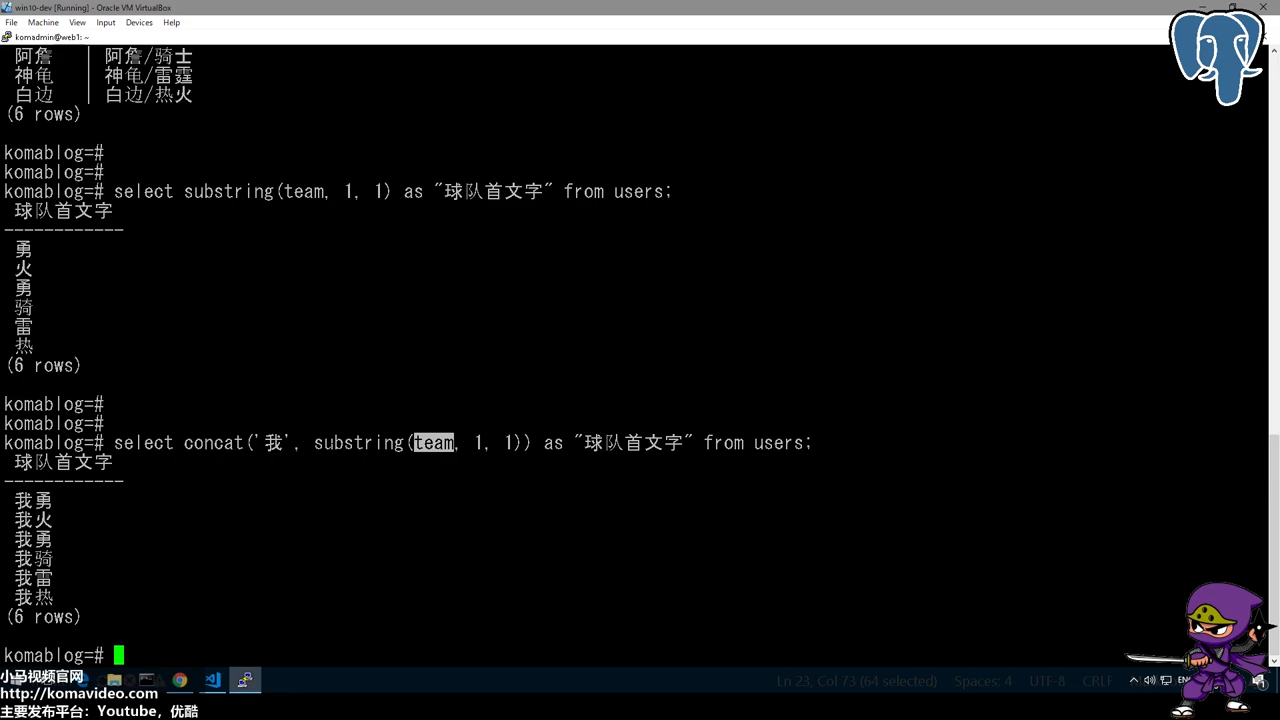 win10-dev [Running] - Oracle VM VirtualBox
File Machine View Input Devices Help
komadmin@web1: ~
阿詹 | 阿詹/骑士
神龟 | 神龟/雷霆
白边 | 白边/热火
(6 rows)
komablog=#
komablog=#
komablog=# select substring(team, 1, 1) as "球队首文字" from users;
球队首文字
------------
勇
火
勇
骑
雷
热
(6 rows)
komablog=#
komablog=#
komablog=# select concat('我', substring(team, 1, 1)) as "球队首文字" from users;
球队首文字
------------
我勇
我火
我勇
我骑
我雷
我热
(6 rows)
komablog=#
小马视频官网
http://komavideo.com
主要发布平台：Youtube，优酷
Ln 23, Col 73 (64 selected) Spaces: 4 UTF-8 CRLF